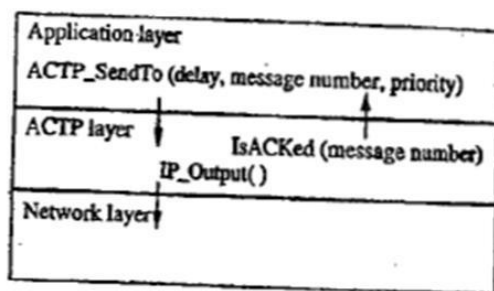 Application layer
ACTP_SendTo (delay, message number, priority)
ACTP layer
IsACKed (message number)
IP_Output( )
Network layer